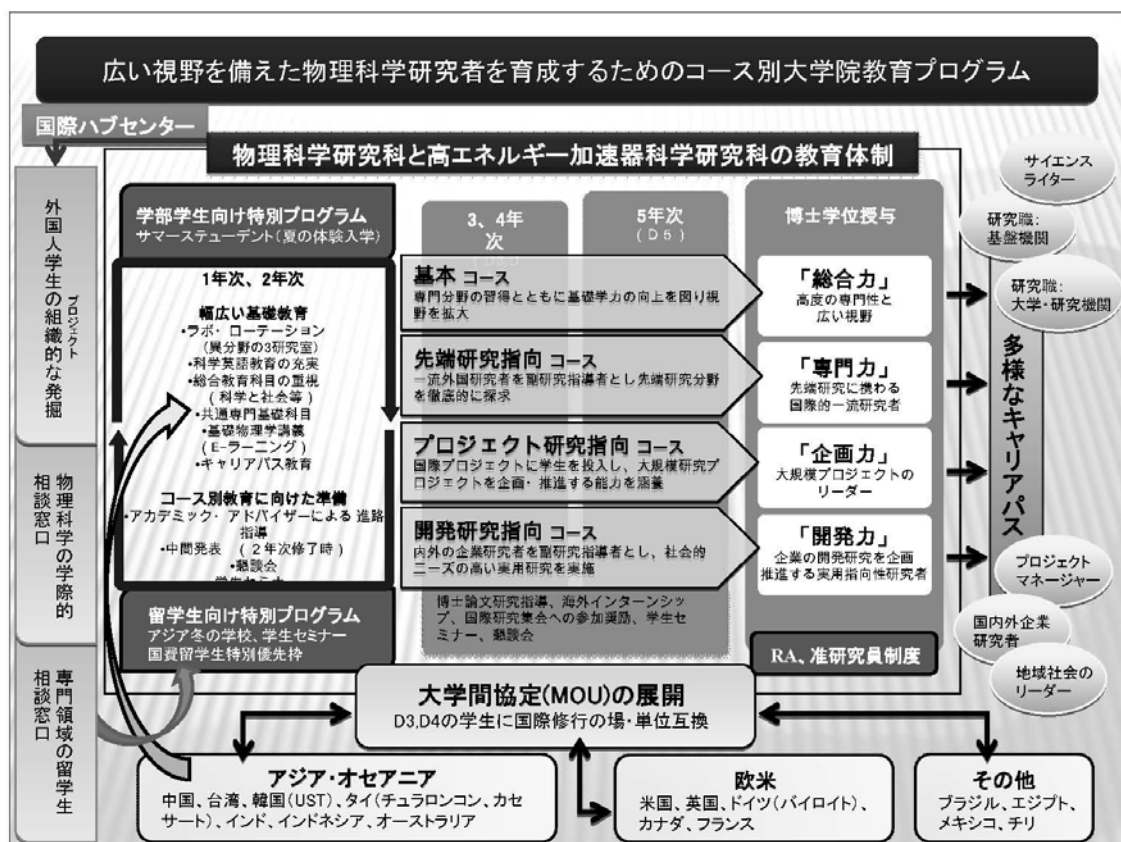 広い視野を備えた物理科学研究者を育成するためのコース別大学院教育プログラム
国際ハブセンター
外国人学生の組織的な発掘
プロジェクト
物理科学の学際的
相談窓口
専門領域の留学生
相談窓口
物理科学研究科と高エネルギー加速器科学研究科の教育体制
学部学生向け特別プログラム
サマーステューデント(夏の体験入学)
1年次、2年次
幅広い基礎教育
•ラボ・ローテーション
(異分野の3研究室)
•科学英語教育の充実
•総合教育科目の重視
(科学と社会等)
•共通専門基礎科目
•基礎物理学講義
(E-ラーニング)
•キャリアパス教育
コース別教育に向けた準備
•アカデミック・アドバイザーによる 進路
指導
•中間発表 (2年次修了時)
•懇談会
学生セミナ
留学生向け特別プログラム
アジア冬の学校、学生セミナー
国費留学生特別優先枠
3、4年
次
5年次
(D5)
基本 コース
専門分野の習得とともに基礎学力の向上を図り視
野を拡大
先端研究指向 コース
一流外国研究者を副研究指導者とし先端研究分野
を徹底的に探求
プロジェクト研究指向 コース
国際プロジェクトに学生を投入し、大規模研究プ
ロジェクトを企画・推進する能力を涵養
開発研究指向 コース
内外の企業研究者を副研究指導者とし、社会的
ニーズの高い実用研究を実施
博士論文研究指導、海外インターンシッ
プ、国際研究集会への参加奨励、学生セ
ミナー、懇談会
博士学位授与
「総合力」
高度の専門性と
広い視野
「専門力」
先端研究に携わる
国際的一流研究者
「企画力」
大規模プロジェクトの
リーダー
「開発力」
企業の開発研究を企画
推進する実用指向性研究者
RA、准研究員制度
サイエンス
ライター
研究職:
基盤機関
研究職:
大学・研究機関
多様なキャリアパス
プロジェクト
マネージャー
国内外企業
研究者
地域社会の
リーダー
大学間協定(MOU)の展開
D3,D4の学生に国際修行の場・単位互換
アジア・オセアニア
中国、台湾、韓国(UST)、タイ(チュラロンコン、カセ
サート)、インド、インドネシア、オーストラリア
欧米
米国、英国、ドイツ(バイロイト)、
カナダ、フランス
その他
ブラジル、エジプト、
メキシコ、チリ